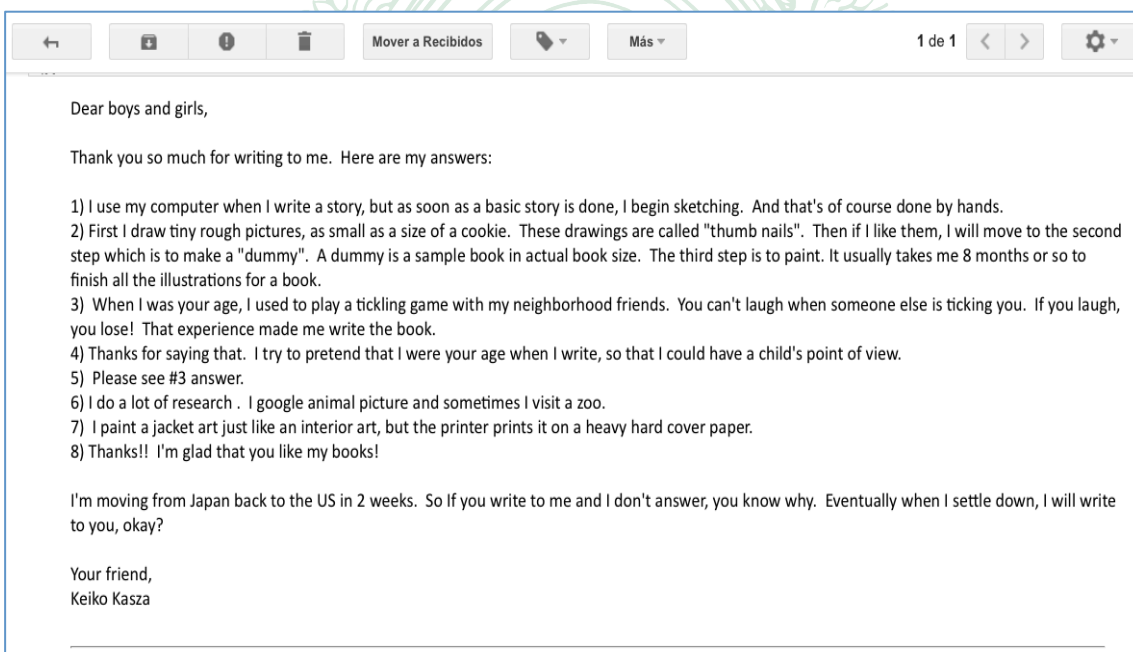 Mover a Recibidos
Más
1 de 1
Dear boys and girls,
Thank you so much for writing to me. Here are my answers:
1) I use my computer when I write a story, but as soon as a basic story is done, I begin sketching. And that's of course done by hands.
2) First I draw tiny rough pictures, as small as a size of a cookie. These drawings are called "thumb nails". Then if I like them, I will move to the second
step which is to make a "dummy". A dummy is a sample book in actual book size. The third step is to paint. It usually takes me 8 months or so to
finish all the illustrations for a book.
3) When I was your age, I used to play a tickling game with my neighborhood friends. You can't laugh when someone else is ticking you. If you laugh,
you lose! That experience made me write the book.
4) Thanks for saying that. I try to pretend that I were your age when I write, so that I could have a child's point of view.
5) Please see #3 answer.
6) I do a lot of research . I google animal picture and sometimes I visit a zoo.
7) I paint a jacket art just like an interior art, but the printer prints it on a heavy hard cover paper.
8) Thanks!! I'm glad that you like my books!
I'm moving from Japan back to the US in 2 weeks. So If you write to me and I don't answer, you know why. Eventually when I settle down, I will write
to you, okay?
Your friend,
Keiko Kasza